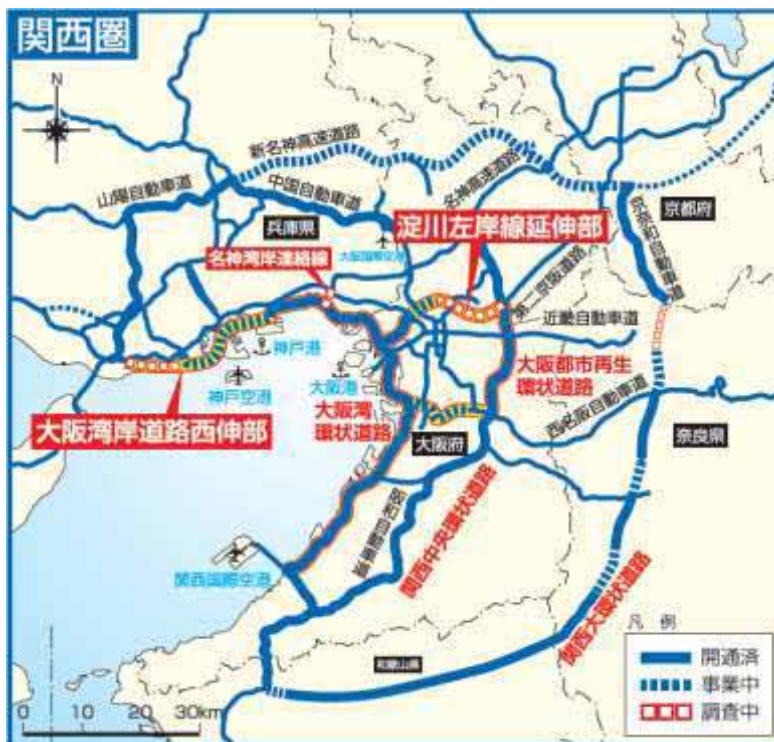 関西圏
N
新名神高速道路
名神高速道路
山陽自動車道
中国自動車道
京都府
兵庫県
淀川左岸線延伸部
京奈和自動車道
名神湾岸連絡線
大阪国際空港
第二京阪道路
近畿自動車道
神戸港
大阪都市再生
環状道路
神戸空港
大阪港
大阪湾
環状道路
西名阪自動車道
大阪湾岸道路西伸部
大阪府
奈良県
阪和自動車道
関西中央環状道路
関西国際空港
関西大環状道路
和歌山県
凡 例
開通済
事業中
調査中
0 10 20 30km